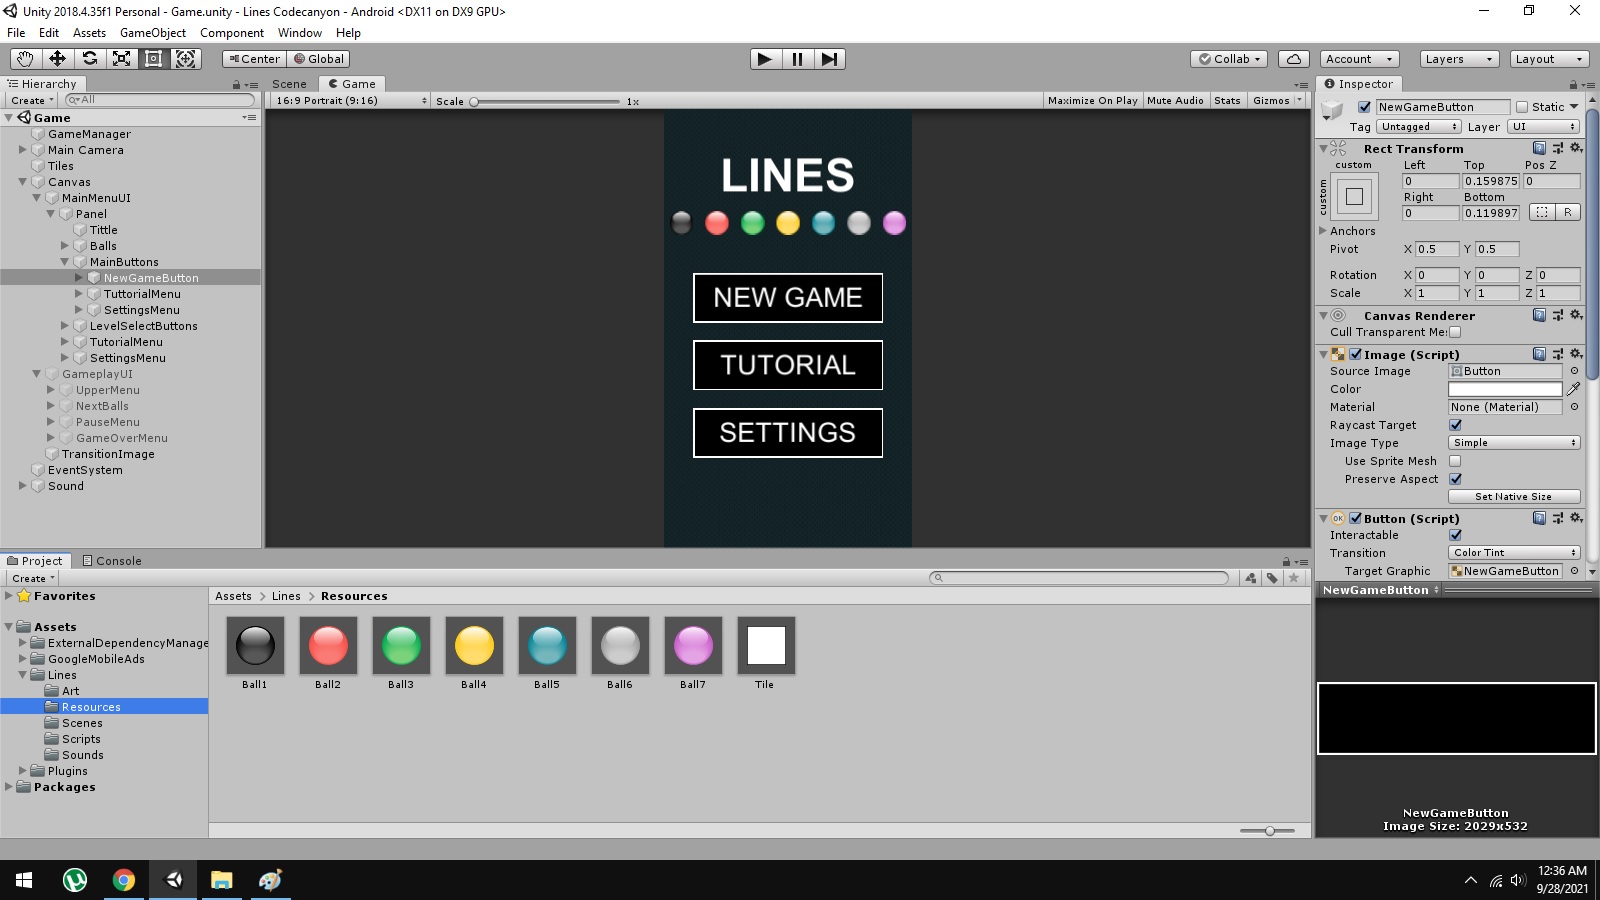 Unity 2018.4.35f1 Personal - Game.unity - Lines Codecanyon - Android <DX11 on DX9 GPU>
File Edit Assets GameObject Component Window Help
Center Global Collab Account Layers Layout
Hierarchy
Create All
Game
GameManager
Main Camera
Tiles
Canvas
MainMenuUI
Panel
Tittle
Balls
MainButtons
NewGameButton
TuttorialMenu
SettingsMenu
LevelSelectButtons
TutorialMenu
SettingsMenu
GameplayUI
UpperMenu
NextBalls
PauseMenu
GameOverMenu
TransitionImage
EventSystem
Sound
Scene Game
16:9 Portrait (9:16) Scale 1x Maximize On Play Mute Audio Stats Gizmos
LINES
NEW GAME
TUTORIAL
SETTINGS
Inspector
NewGameButton Static
Tag Untagged Layer UI
Rect Transform
custom Left Top Pos Z
custom
0 0.159875 0
Right Bottom
0 0.119897 R
Anchors
Pivot X 0.5 Y 0.5
Rotation X 0 Y 0 Z 0
Scale X 1 Y 1 Z 1
Canvas Renderer
Cull Transparent Me:
Image (Script)
Source Image Button
Color
Material None (Material)
Raycast Target
Image Type Simple
Use Sprite Mesh
Preserve Aspect
Set Native Size
OK Button (Script)
Interactable
Transition Color Tint
Target Graphic NewGameButton
NewGameButton
NewGameButton
Image Size: 2029x532
Project Console
Create
Favorites
Assets
ExternalDependencyManage
GoogleMobileAds
Lines
Art
Resources
Scenes
Scripts
Sounds
Plugins
Packages
Assets > Lines > Resources
Ball1 Ball2 Ball3 Ball4 Ball5 Ball6 Ball7 Tile
12:36 AM
9/28/2021